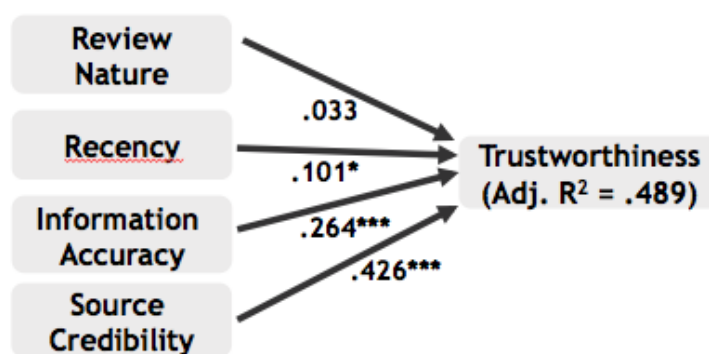 Review
Nature
.033
Recency
.101*
Trustworthiness
(Adj. R² = .489)
Information
Accuracy
.264***
.426***
Source
Credibility